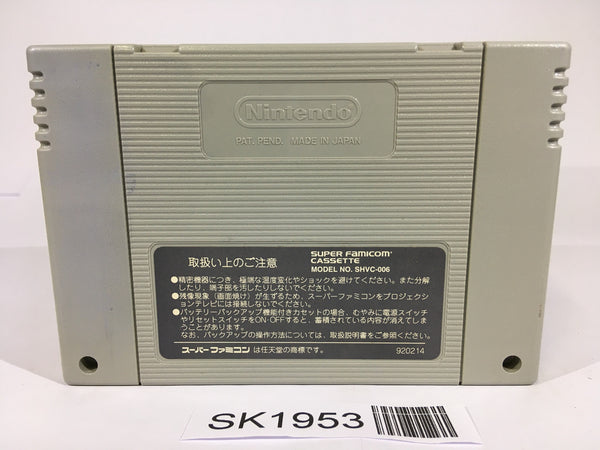 Nintendo
PAT. PEND. MADE IN JAPAN
取扱い上のご注意
SUPER FAMICOM
CASSETTE
MODEL NO. SHVC-006
●精密機器につき、極端な温度変化やショックを避けてください。また分解
したり、端子部を汚したりしないでください。
●残像現象（画面焼け）が生ずるため、スーパーファミコンをプロジェクシ
ョンテレビには接続しないでください。
●バッテリーバックアップ機能付きカセットの場合、むやみに電源スイッチ
やリセットスイッチをON・OFFすると、蓄積されている内容が消えてしま
うことがあります。
なお、バックアップの操作方法については、取扱説明書をご参照ください。
スーパーファミコン は任天堂の商標です。
920214
SK1953